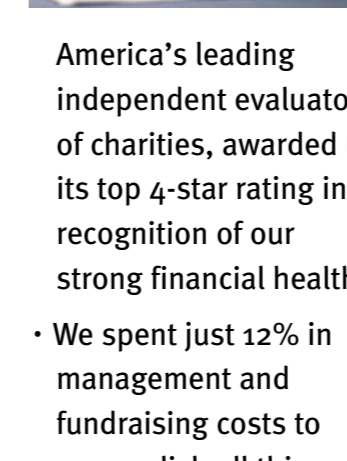 America's leading
independent evaluato
of charities, awarded
its top 4-star rating in
recognition of our
strong financial health
• We spent just 12% in
management and
fundraising costs to